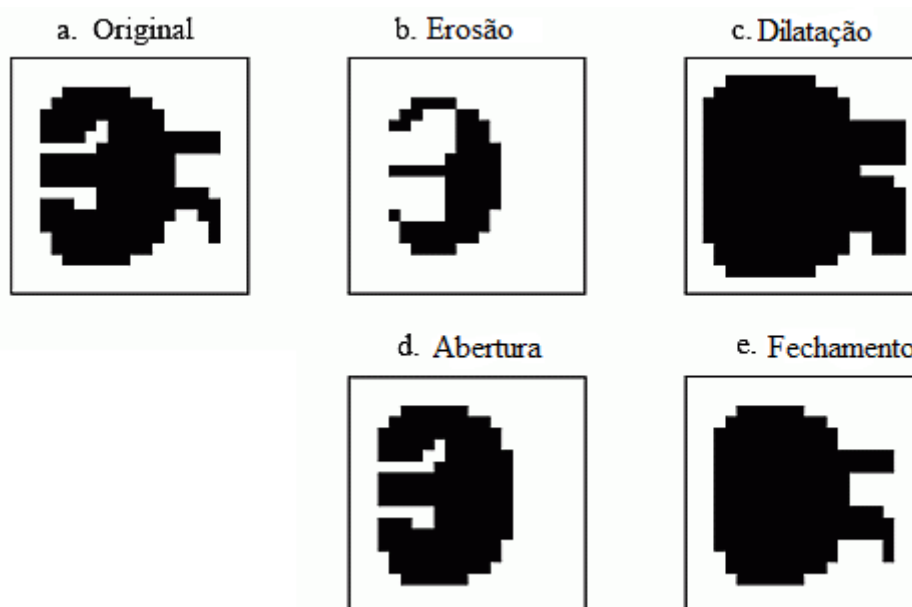 a. Original
b. Erosão
c. Dilatação
d. Abertura
e. Fechamento